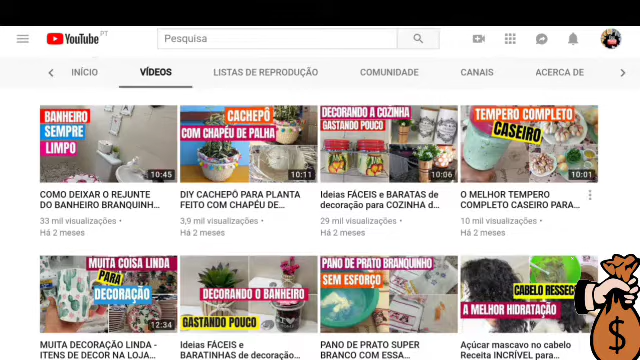 YouTube PT
Pesquisa
INÍCIO VÍDEOS LISTAS DE REPRODUÇÃO COMUNIDADE CANAIS ACERCA DE
BANHEIRO
SEMPRE
LIMPO
10:45
COMO DEIXAR O REJUNTE
DO BANHEIRO BRANQUINH...
33 mil visualizações •
Há 2 meses
CACHEPÔ
COM CHAPÉU DE PALHA
10:11
DIY CACHEPÔ PARA PLANTA
FEITO COM CHAPÉU DE...
3,9 mil visualizações •
Há 2 meses
DECORANDO A COZINHA
GASTANDO POUCO
10:06
Ideias FÁCEIS e BARATAS de
decoração para COZINHA d...
29 mil visualizações •
Há 2 meses
TEMPERO COMPLETO
CASEIRO
10:01
O MELHOR TEMPERO
COMPLETO CASEIRO PARA...
10 mil visualizações •
Há 2 meses
MUITA COISA LINDA
PARA
DECORAÇÃO
12:34
MUITA DECORAÇÃO LINDA -
ITENS DE DECOR NA LOJA...
DECORANDO O BANHEIRO
GASTANDO POUCO
Ideias FÁCEIS e
BARATINHAS de decoração...
PANO DE PRATO BRANQUINHO
SEM ESFORÇO
PANO DE PRATO SUPER
BRANCO COM ESSA...
CABELO RESSEC
A MELHOR HIDRATAÇÃO
Açúcar mascavo no cabelo
Receita INCRÍVEL para...
$